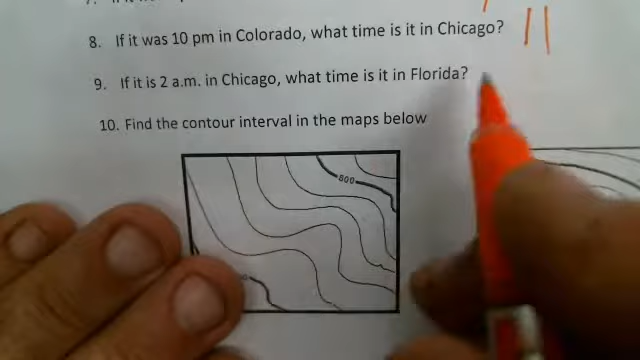 8. If it was 10 pm in Colorado, what time is it in Chicago? 11
9. If it is 2 a.m. in Chicago, what time is it in Florida?
10. Find the contour interval in the maps below
800